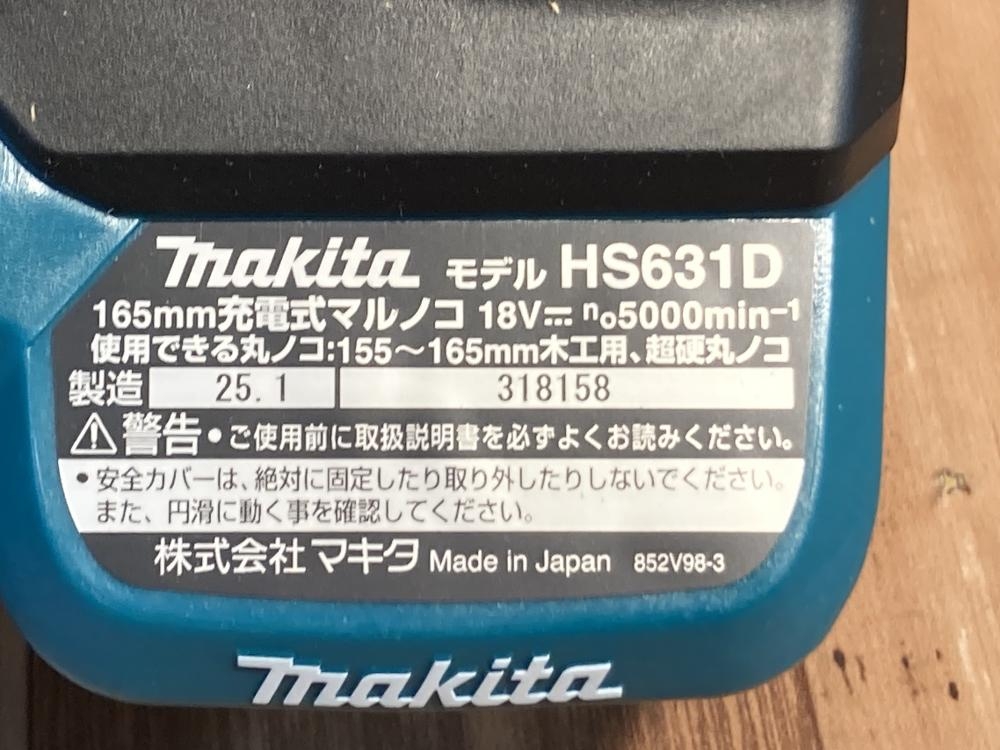 makita モデル HS631D
165mm充電式マルノコ 18V⎓ n₀5000min⁻¹
使用できる丸ノコ:155～165mm木工用、超硬丸ノコ
製造 25.1 318158
⚠警告 ●ご使用前に取扱説明書を必ずよくお読みください。
●安全カバーは、絶対に固定したり取り外したりしないでください。
また、円滑に動く事を確認してください。
株式会社マキタ Made in Japan 852V98-3
makita